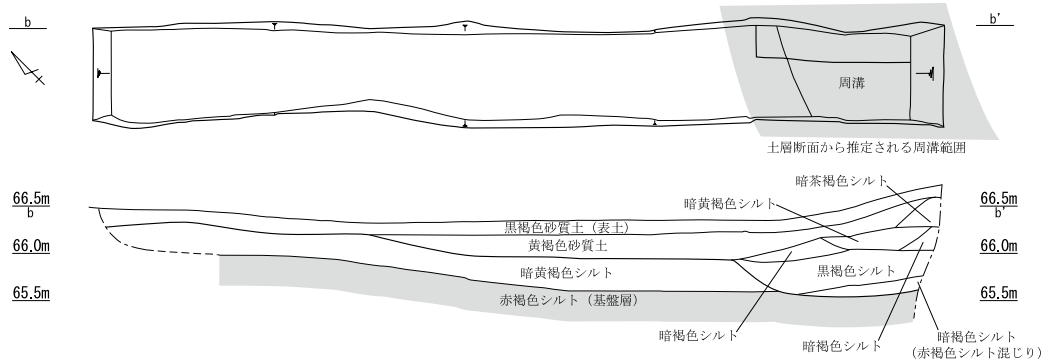 b
b'
周溝
土層断面から推定される周溝範囲
暗茶褐色シルト
暗黄褐色シルト
66.5m
b
66.5m
b'
黒褐色砂質土（表土）
黄褐色砂質土
66.0m
66.0m
暗黄褐色シルト
黒褐色シルト
65.5m
赤褐色シルト（基盤層）
65.5m
暗褐色シルト
暗褐色シルト
暗褐色シルト
（赤褐色シルト混じり）